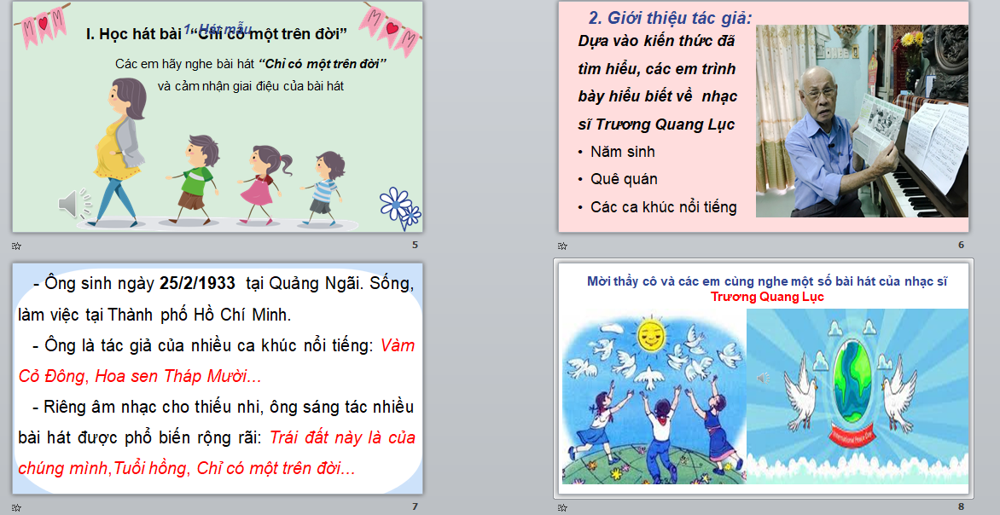 M M
M M
1. Hát mẫu
I. Học hát bài “Chỉ có một trên đời”
Các em hãy nghe bài hát “Chỉ có một trên đời”
và cảm nhận giai điệu của bài hát
5
2. Giới thiệu tác giả:
Dựa vào kiến thức đã
tìm hiểu, các em trình
bày hiểu biết về nhạc
sĩ Trương Quang Lục
• Năm sinh
• Quê quán
• Các ca khúc nổi tiếng
6
- Ông sinh ngày 25/2/1933 tại Quảng Ngãi. Sống,
làm việc tại Thành phố Hồ Chí Minh.
- Ông là tác giả của nhiều ca khúc nổi tiếng: Vàm
Cỏ Đông, Hoa sen Tháp Mười...
- Riêng âm nhạc cho thiếu nhi, ông sáng tác nhiều
bài hát được phổ biến rộng rãi: Trái đất này là của
chúng mình,Tuổi hồng, Chỉ có một trên đời...
7
Mời thầy cô và các em cùng nghe một số bài hát của nhạc sĩ
Trương Quang Lục
International Peace Day
8